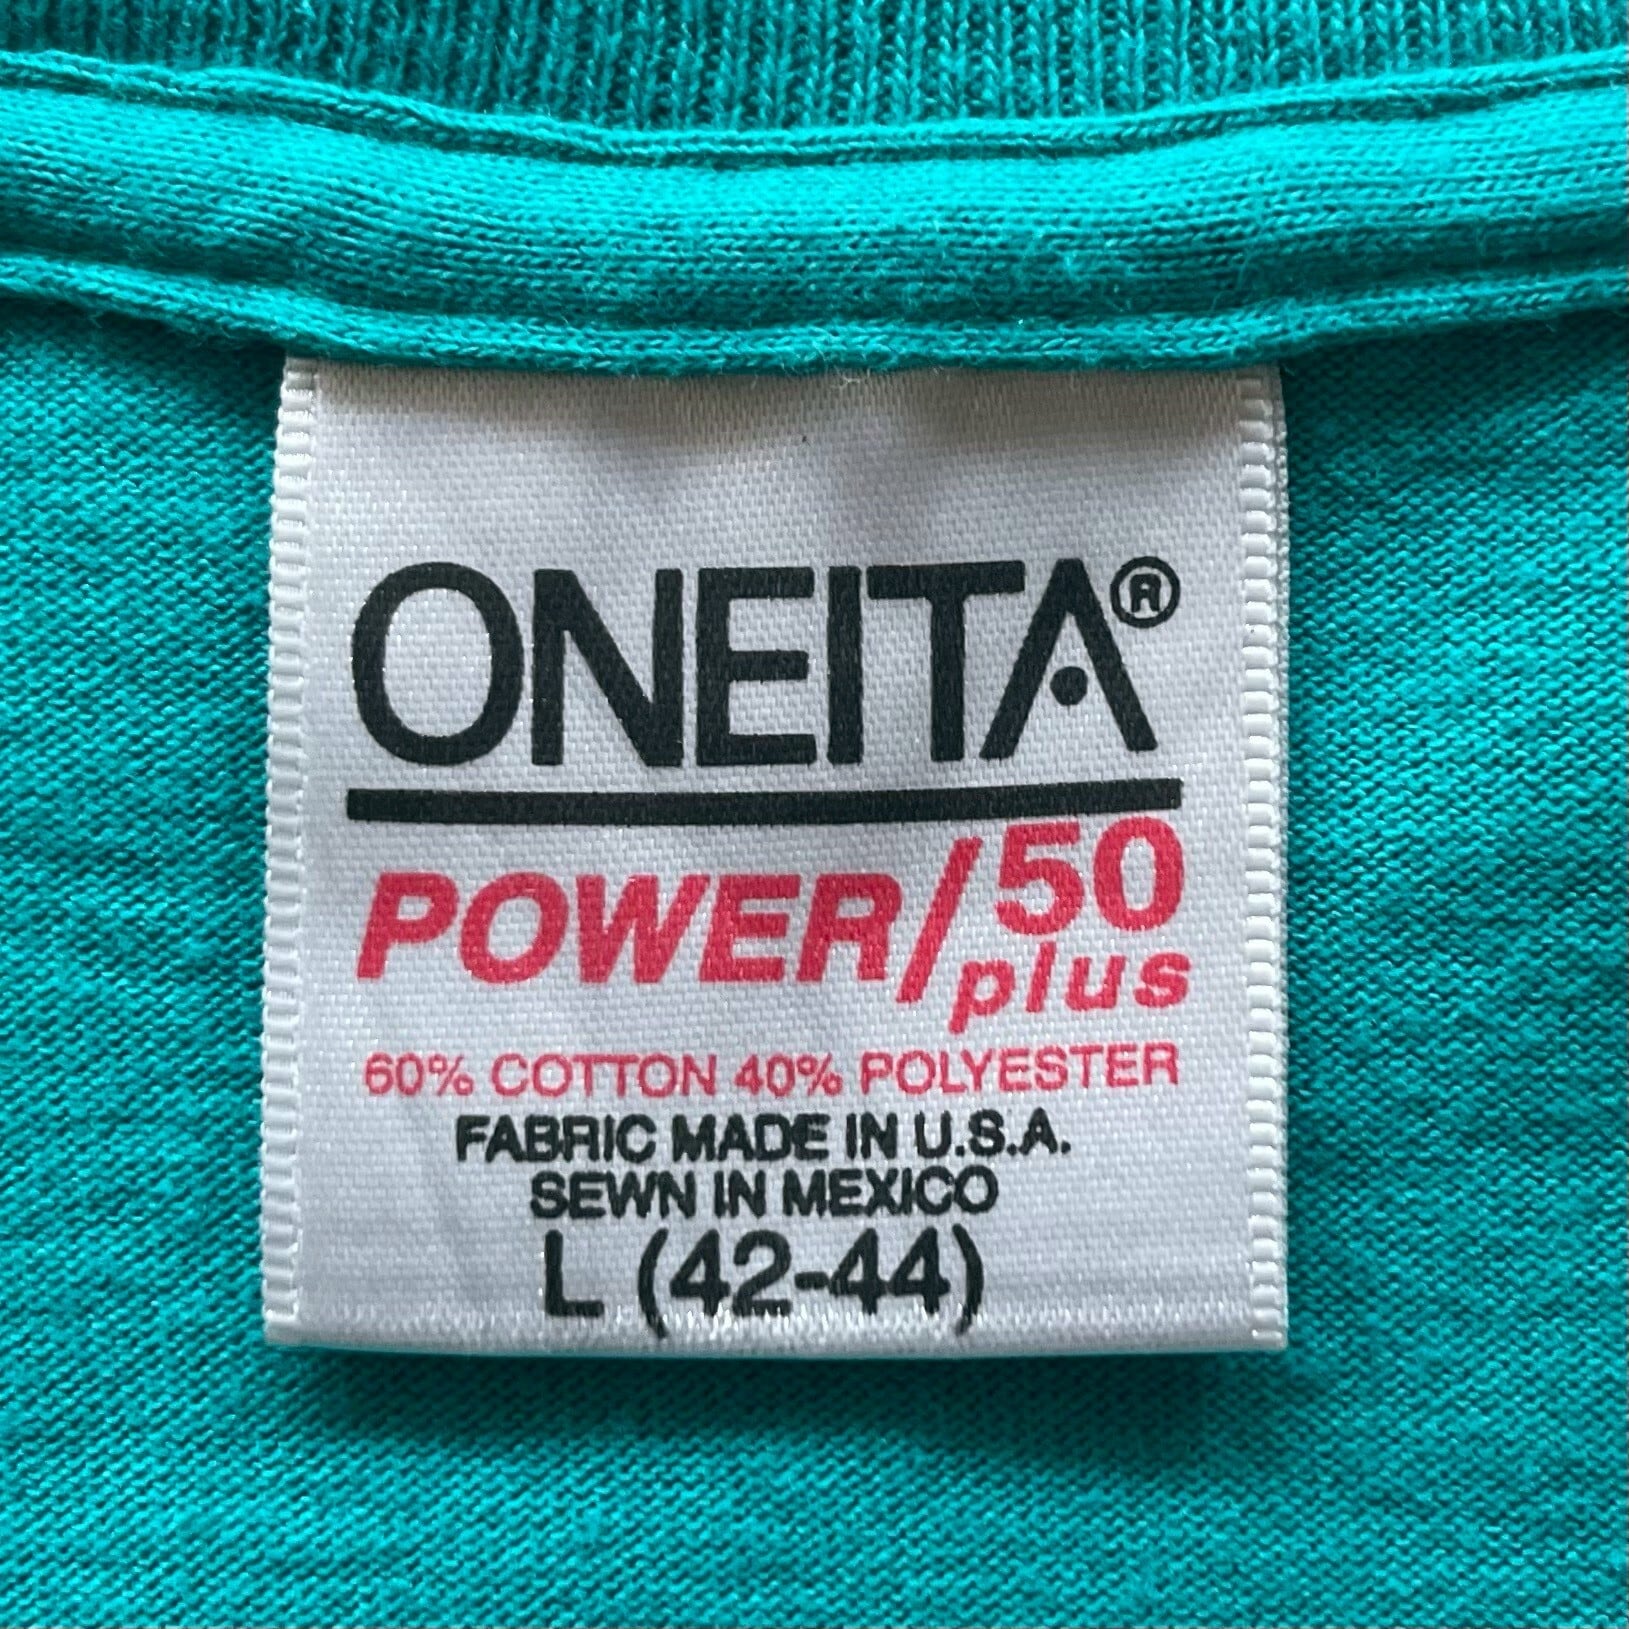 ONEITA®
POWER/50
plus
60% COTTON 40% POLYESTER
FABRIC MADE IN U.S.A.
SEWN IN MEXICO
L (42-44)